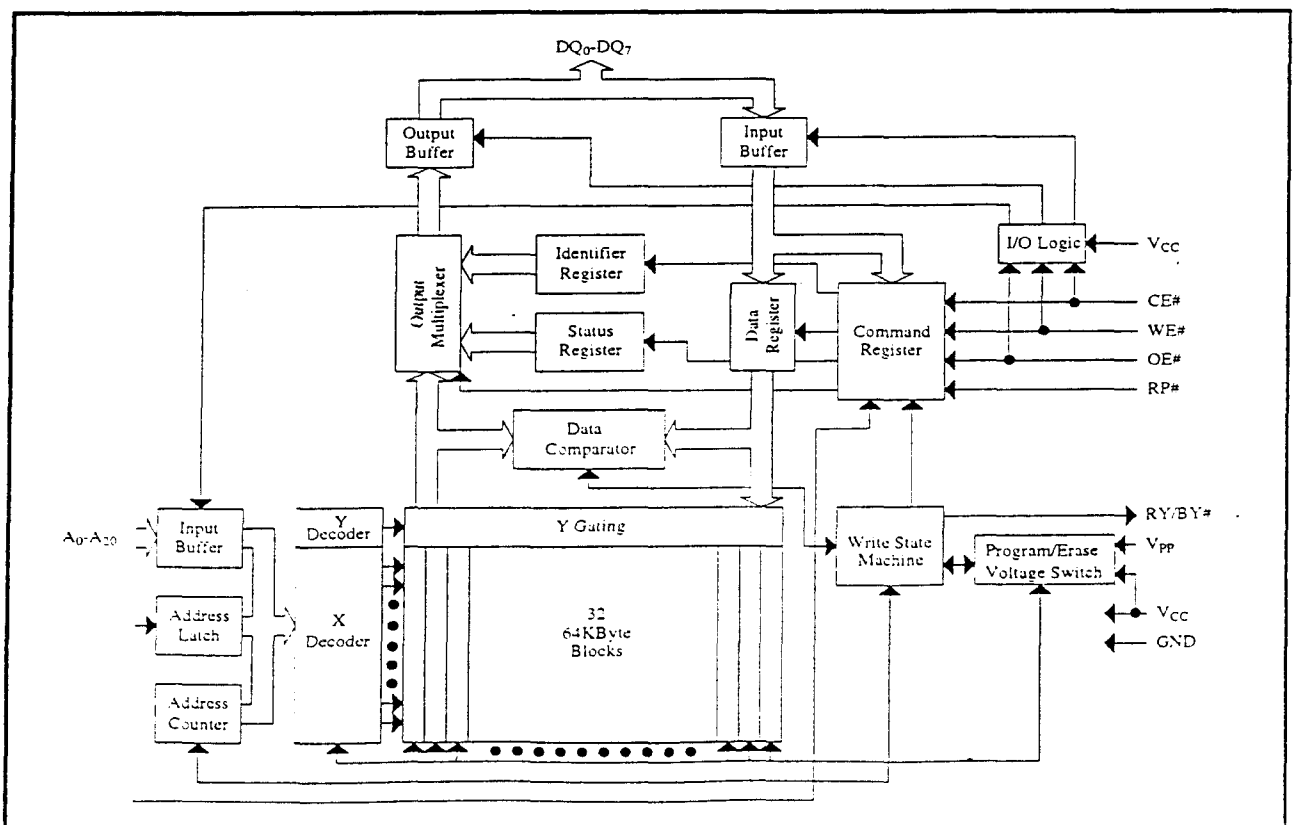 DQ₀-DQ₇
Output
Buffer
Input
Buffer
I/O Logic
VCC
Output
Multiplexer
Identifier
Register
Status
Register
Data
Register
Command
Register
CE#
WE#
OE#
RP#
Data
Comparator
A₀-A₂₀
Input
Buffer
Y
Decoder
Y Gating
Write State
Machine
Program/Erase
Voltage Switch
RY/BY#
VPP
VCC
GND
Address
Latch
X
Decoder
32
64KByte
Blocks
Address
Counter